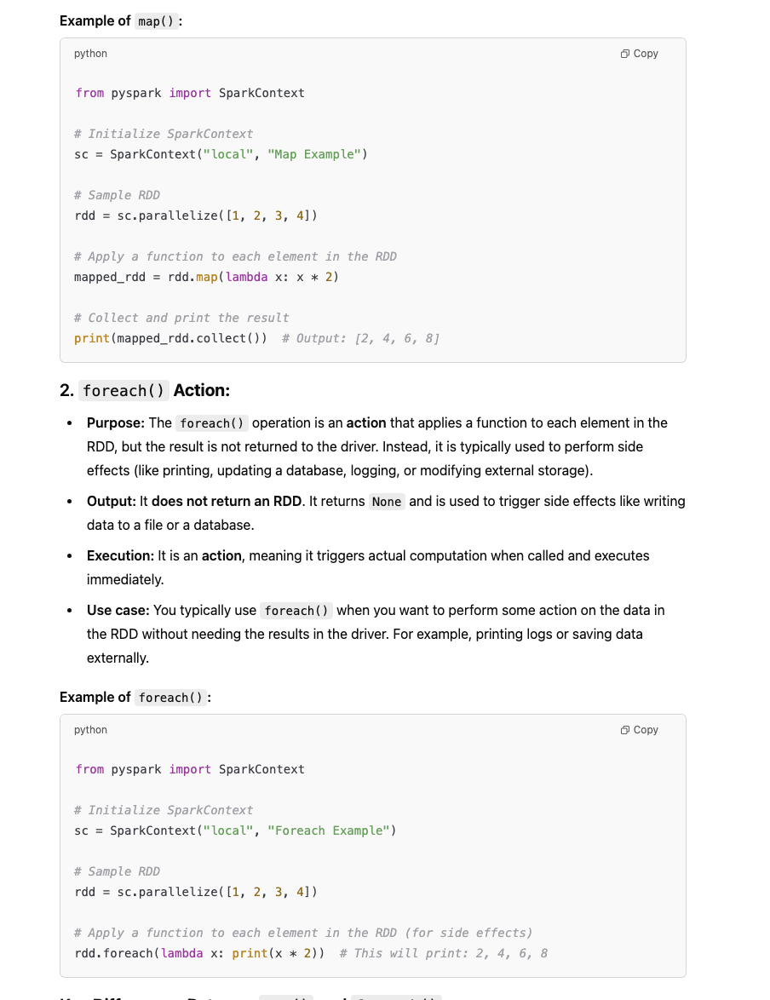 Example of map():
python
Copy
from pyspark import SparkContext
# Initialize SparkContext
sc = SparkContext("local", "Map Example")
# Sample RDD
rdd = sc.parallelize([1, 2, 3, 4])
# Apply a function to each element in the RDD
mapped_rdd = rdd.map(lambda x: x * 2)
# Collect and print the result
print(mapped_rdd.collect())  # Output: [2, 4, 6, 8]
2. foreach() Action:
• Purpose: The foreach() operation is an action that applies a function to each element in the
RDD, but the result is not returned to the driver. Instead, it is typically used to perform side
effects (like printing, updating a database, logging, or modifying external storage).
• Output: It does not return an RDD. It returns None and is used to trigger side effects like writing
data to a file or a database.
• Execution: It is an action, meaning it triggers actual computation when called and executes
immediately.
• Use case: You typically use foreach() when you want to perform some action on the data in
the RDD without needing the results in the driver. For example, printing logs or saving data
externally.
Example of foreach():
python
Copy
from pyspark import SparkContext
# Initialize SparkContext
sc = SparkContext("local", "Foreach Example")
# Sample RDD
rdd = sc.parallelize([1, 2, 3, 4])
# Apply a function to each element in the RDD (for side effects)
rdd.foreach(lambda x: print(x * 2))  # This will print: 2, 4, 6, 8